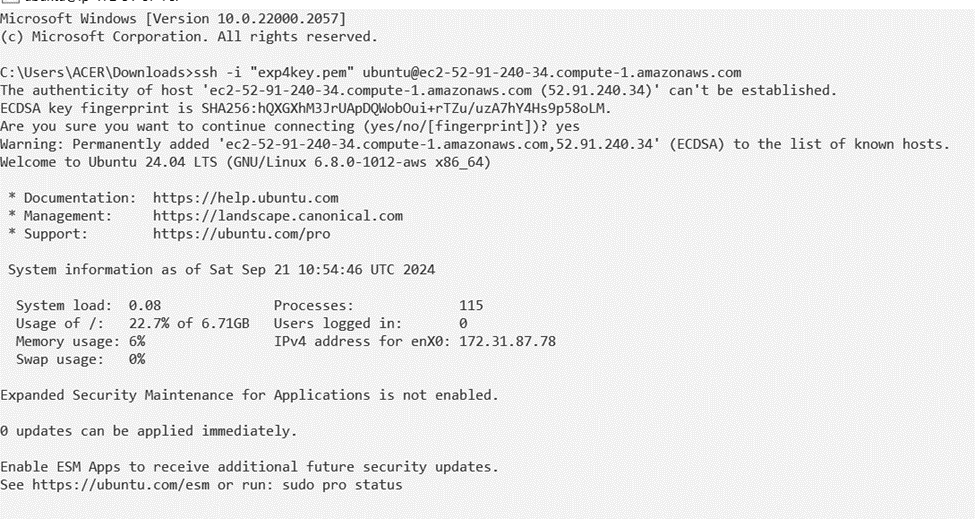 Microsoft Windows [Version 10.0.22000.2057]
(c) Microsoft Corporation. All rights reserved.
C:\Users\ACER\Downloads>ssh -i "exp4key.pem" ubuntu@ec2-52-91-240-34.compute-1.amazonaws.com
The authenticity of host 'ec2-52-91-240-34.compute-1.amazonaws.com (52.91.240.34)' can't be established.
ECDSA key fingerprint is SHA256:hQXGXhM3JrUApDQWobOui+rTZu/uzA7hY4Hs9p58oLM.
Are you sure you want to continue connecting (yes/no/[fingerprint])? yes
Warning: Permanently added 'ec2-52-91-240-34.compute-1.amazonaws.com,52.91.240.34' (ECDSA) to the list of known hosts.
Welcome to Ubuntu 24.04 LTS (GNU/Linux 6.8.0-1012-aws x86_64)
* Documentation: https://help.ubuntu.com
* Management: https://landscape.canonical.com
* Support: https://ubuntu.com/pro
System information as of Sat Sep 21 10:54:46 UTC 2024
System load: 0.08 Processes: 115
Usage of /: 22.7% of 6.71GB Users logged in: 0
Memory usage: 6% IPv4 address for enX0: 172.31.87.78
Swap usage: 0%
Expanded Security Maintenance for Applications is not enabled.
0 updates can be applied immediately.
Enable ESM Apps to receive additional future security updates.
See https://ubuntu.com/esm or run: sudo pro status